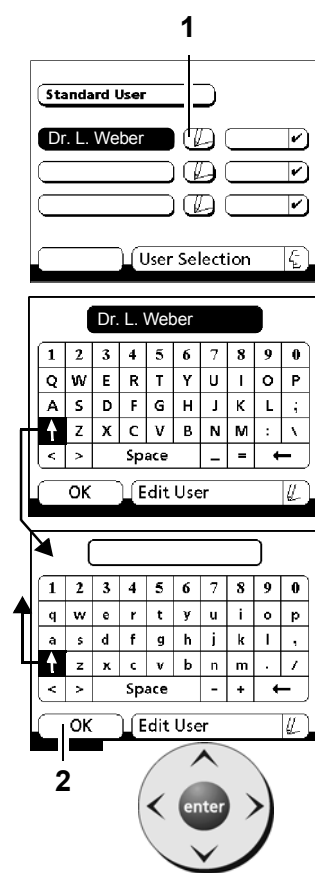 1
Standard User
Dr. L. Weber
User Selection
Dr. L. Weber
1 2 3 4 5 6 7 8 9 0
Q W E R T Y U I O P
A S D F G H J K L ;
Z X C V B N M : \
< > Space _ = ←
OK Edit User
1 2 3 4 5 6 7 8 9 0
q w e r t y u i o p
a s d f g h j k l ,
z x c v b n m . /
< > Space - + ←
OK Edit User
2
enter